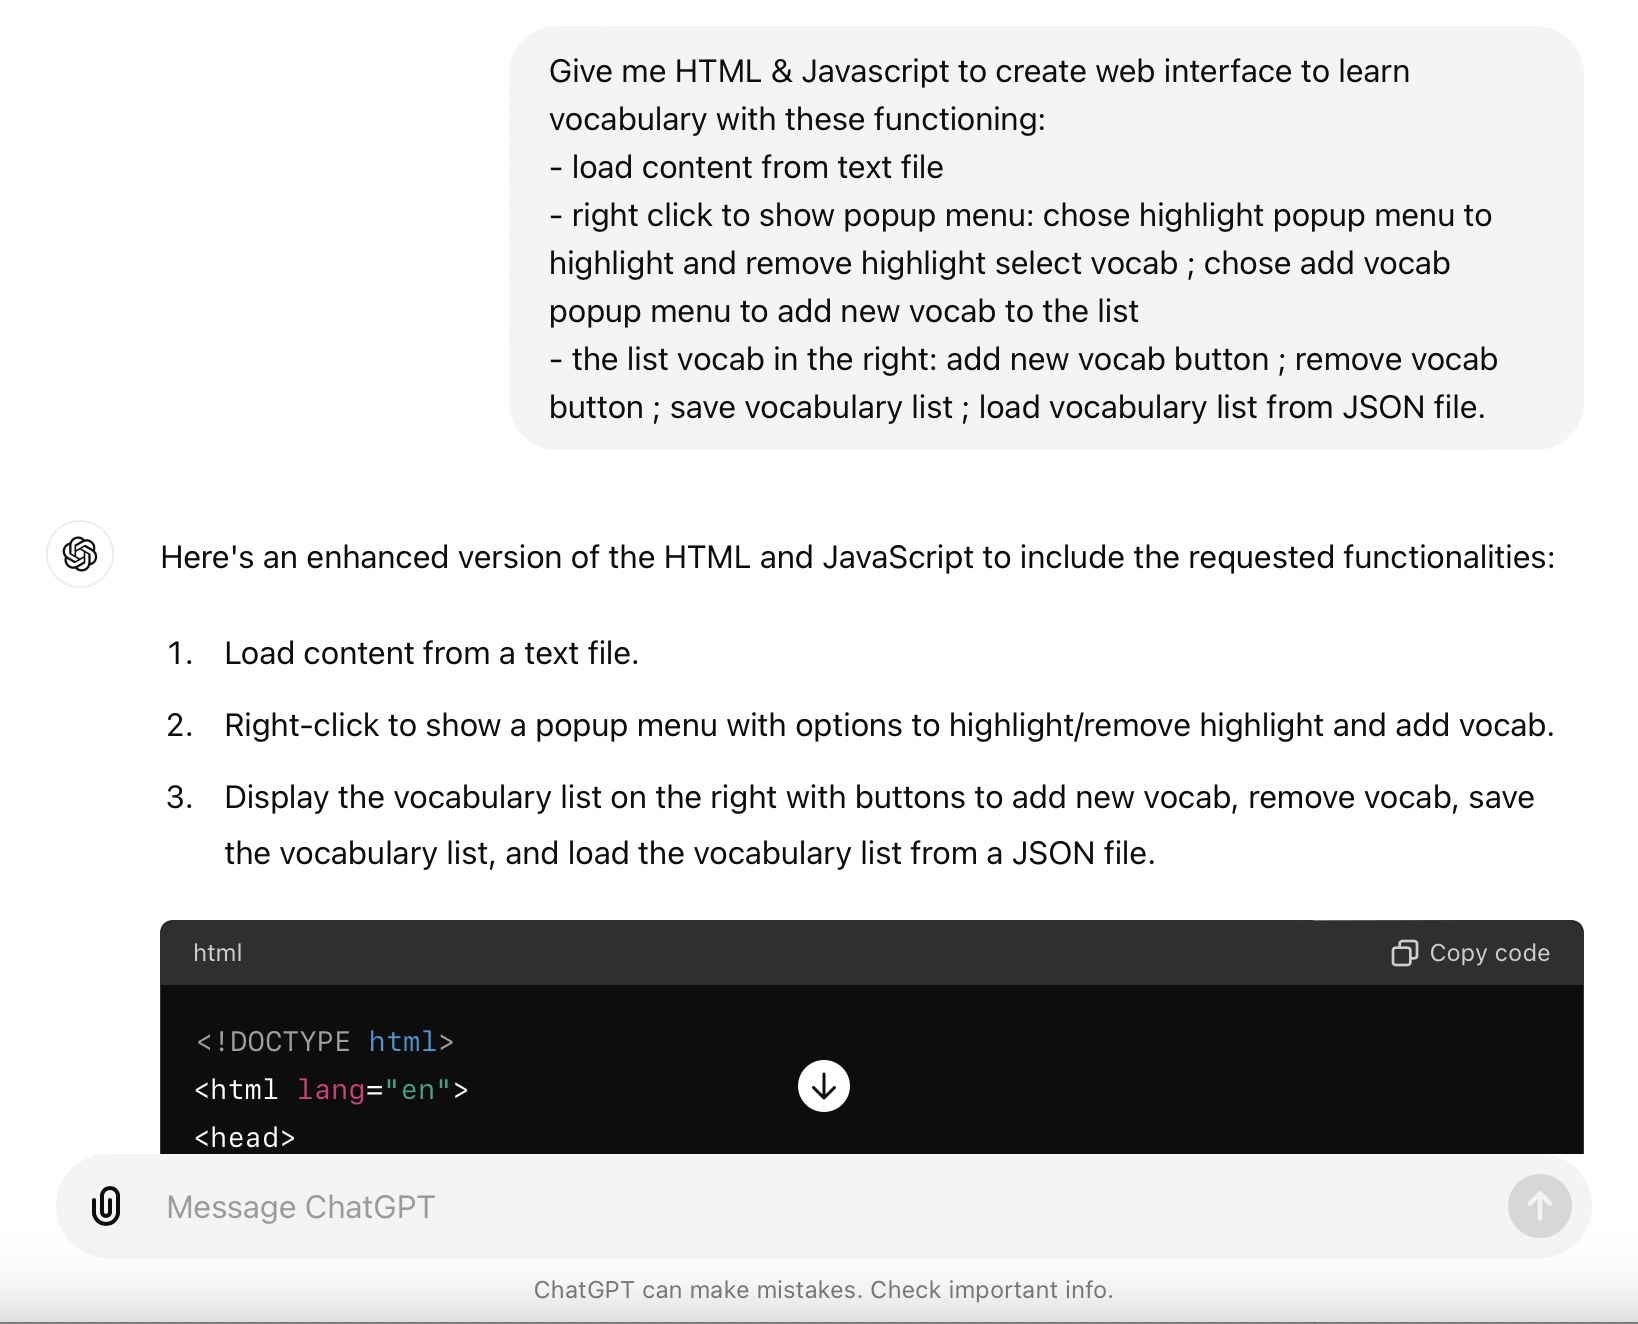 Give me HTML & Javascript to create web interface to learn
vocabulary with these functioning:
- load content from text file
- right click to show popup menu: chose highlight popup menu to
highlight and remove highlight select vocab ; chose add vocab
popup menu to add new vocab to the list
- the list vocab in the right: add new vocab button ; remove vocab
button ; save vocabulary list ; load vocabulary list from JSON file.
Here's an enhanced version of the HTML and JavaScript to include the requested functionalities:
1. Load content from a text file.
2. Right-click to show a popup menu with options to highlight/remove highlight and add vocab.
3. Display the vocabulary list on the right with buttons to add new vocab, remove vocab, save
the vocabulary list, and load the vocabulary list from a JSON file.
html Copy code
<!DOCTYPE html>
<html lang="en">
<head>
Message ChatGPT
ChatGPT can make mistakes. Check important info.